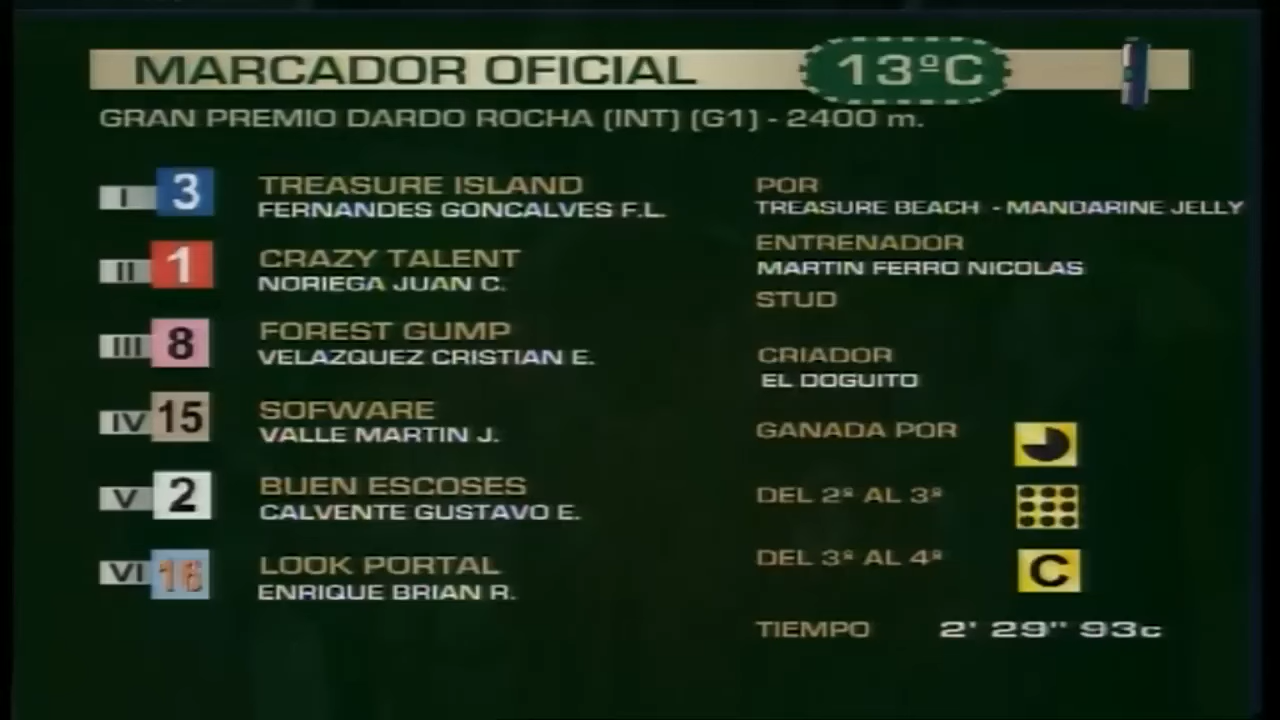 MARCADOR OFICIAL 13ºC
GRAN PREMIO DARDO ROCHA (INT) (G1) - 2400 m.
I 3 TREASURE ISLAND
FERNANDES GONCALVES F.L.
II 1 CRAZY TALENT
NORIEGA JUAN C.
III 8 FOREST GUMP
VELAZQUEZ CRISTIAN E.
IV 15 SOFWARE
VALLE MARTIN J.
V 2 BUEN ESCOSES
CALVENTE GUSTAVO E.
VI 16 LOOK PORTAL
ENRIQUE BRIAN R.
POR
TREASURE BEACH - MANDARINE JELLY
ENTRENADOR
MARTIN FERRO NICOLAS
STUD
CRIADOR
EL DOGUITO
GANADA POR
DEL 2º AL 3º
DEL 3º AL 4º C
TIEMPO 2' 29" 93c